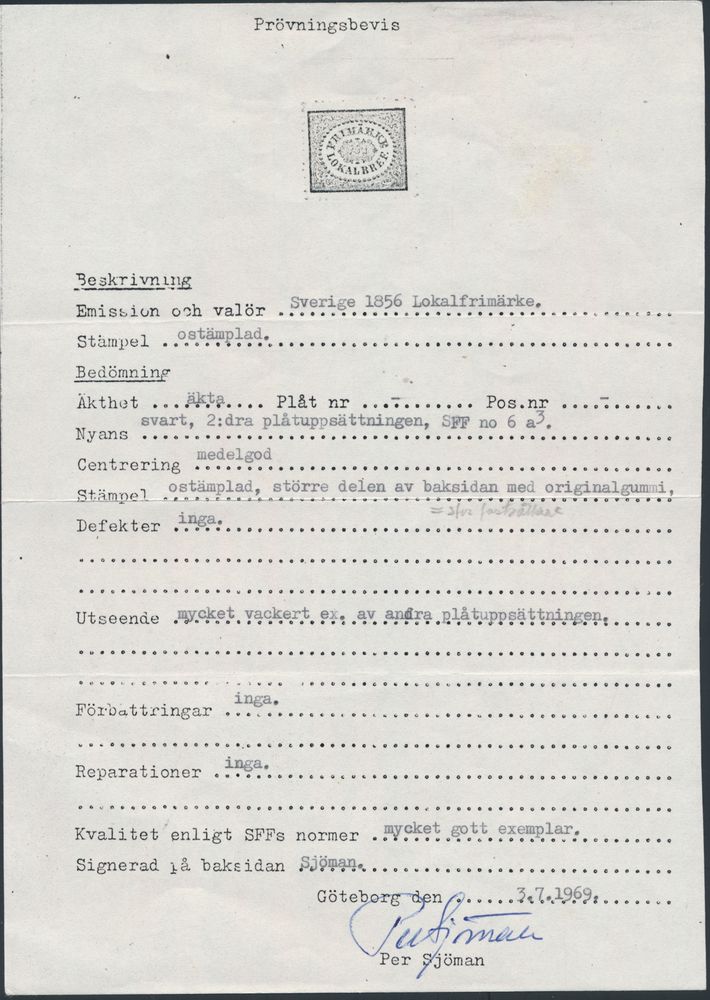 Prövningsbevis
FRIMÄRKE
LOKALBREF
Beskrivning
Emission och valör Sverige 1856 Lokalfrimärke.
Stämpel ostämplad.
Bedömning
Äkthet äkta Plåt nr - Pos.nr -
Nyans svart, 2:dra plåtuppsättningen, SFF no 6 a3.
Centrering medelgod
Stämpel ostämplad, större delen av baksidan med originalgummi,
Defekter inga.
Utseende mycket vackert ex. av andra plåtuppsättningen.
Förbättringar inga.
Reparationer inga.
Kvalitet enligt SFFs normer mycket gott exemplar.
Signerad på baksidan Sjöman.
Göteborg den 3.7.1969.
Per Sjöman
Per Sjöman